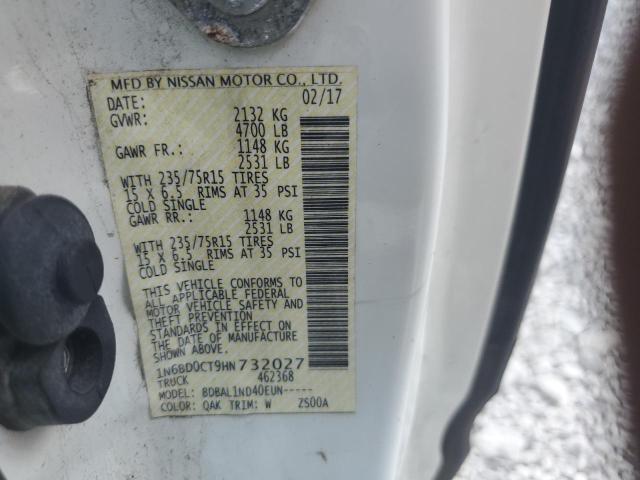 MFD BY NISSAN MOTOR CO., LTD.
DATE: 02/17
GVWR: 2132 KG
4700 LB
GAWR FR.: 1148 KG
2531 LB
WITH 235/75R15 TIRES
15 X 6.5 RIMS AT 35 PSI
COLD SINGLE
GAWR RR.: 1148 KG
2531 LB
WITH 235/75R15 TIRES
15 X 6.5 RIMS AT 35 PSI
COLD SINGLE
THIS VEHICLE CONFORMS TO
ALL APPLICABLE FEDERAL
MOTOR VEHICLE SAFETY AND
THEFT PREVENTION
STANDARDS IN EFFECT ON
THE DATE OF MANUFACTURE
SHOWN ABOVE.
1N6BD0CT9HN732027
TRUCK 462368
MODEL: BDBAL1ND40EUN-----
COLOR: QAK TRIM: W ZS00A